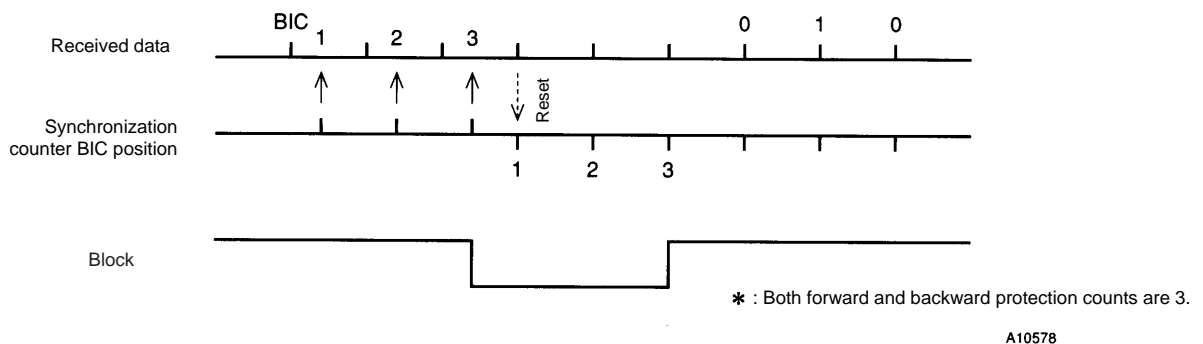 BIC
1 2 3 0 1 0
Received data
Reset
Synchronization
counter BIC position
1 2 3
Block
* : Both forward and backward protection counts are 3.
A10578